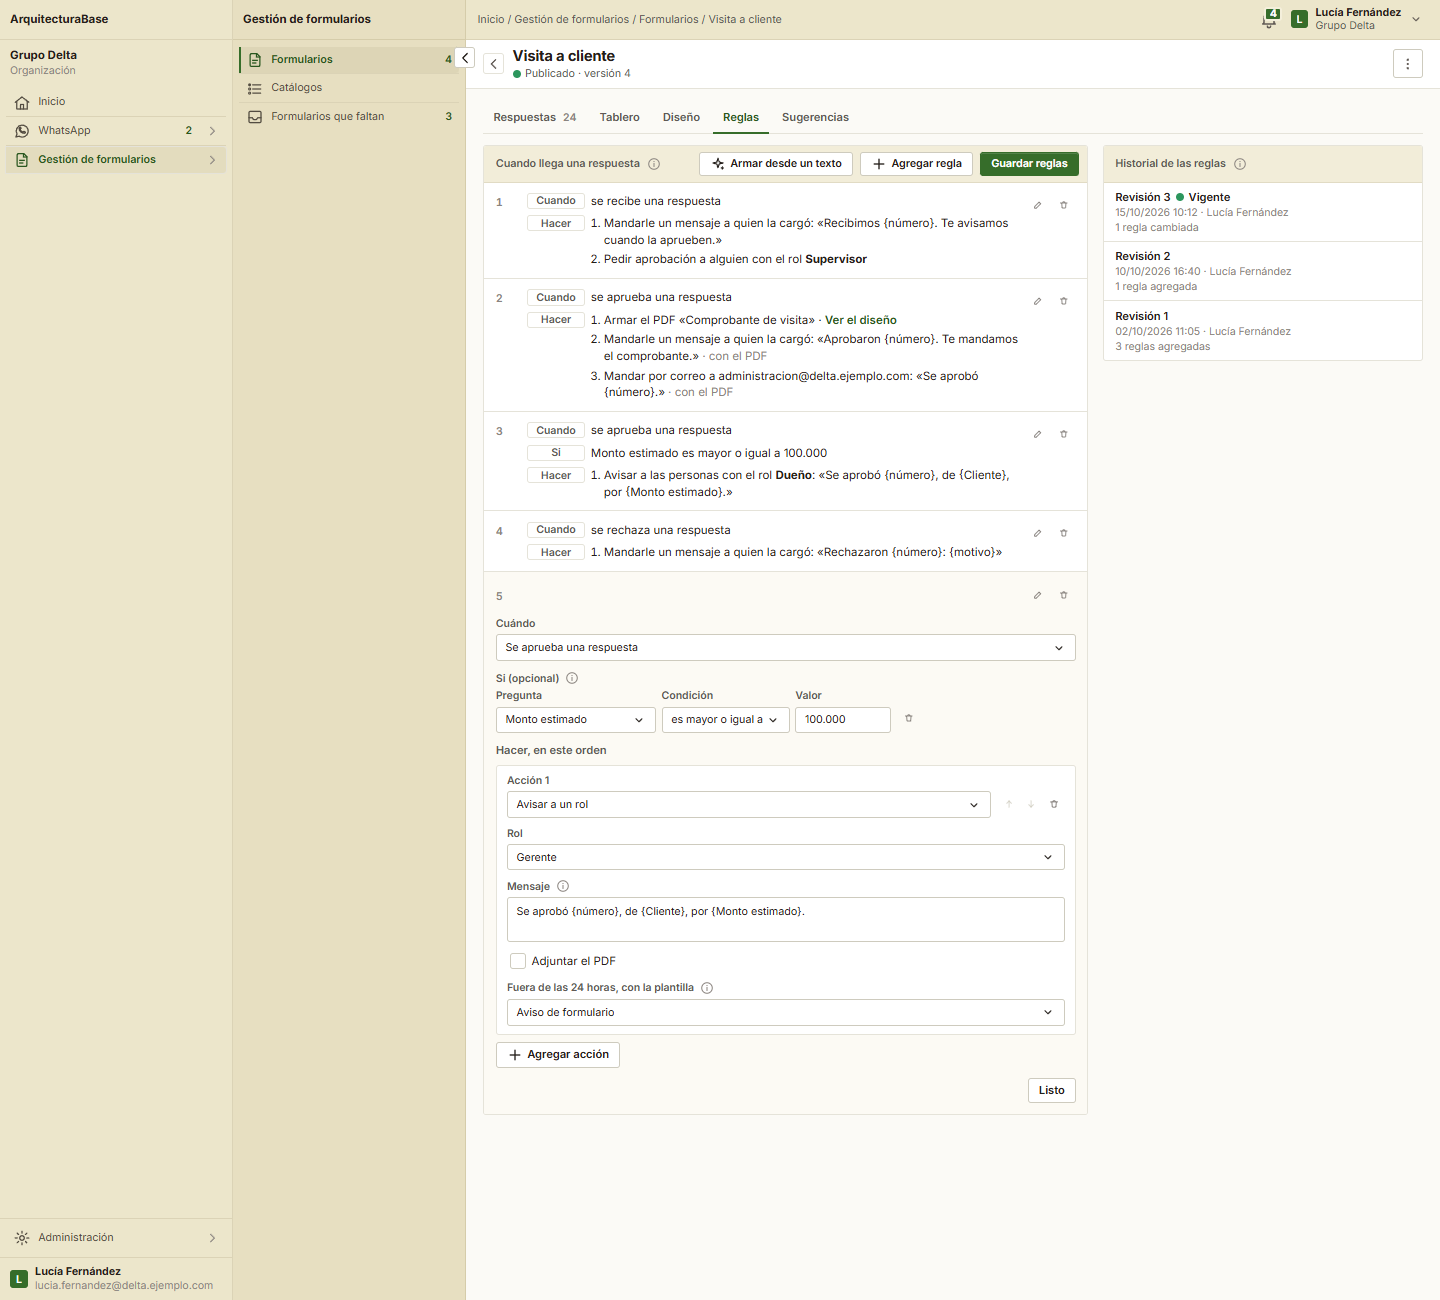 ArquitecturaBase
Grupo Delta
Organización
Inicio
WhatsApp 2
Gestión de formularios
Administración
L Lucía Fernández
lucia.fernandez@delta.ejemplo.com
Gestión de formularios
Formularios 4
Catálogos
Formularios que faltan 3
Inicio / Gestión de formularios / Formularios / Visita a cliente
4
L Lucía Fernández
Grupo Delta
Visita a cliente
Publicado · versión 4
Respuestas 24 Tablero Diseño Reglas Sugerencias
Cuando llega una respuesta Armar desde un texto Agregar regla Guardar reglas
1 Cuando se recibe una respuesta
Hacer 1. Mandarle un mensaje a quien la cargó: «Recibimos {número}. Te avisamos
cuando la aprueben.»
2. Pedir aprobación a alguien con el rol Supervisor
2 Cuando se aprueba una respuesta
Hacer 1. Armar el PDF «Comprobante de visita» · Ver el diseño
2. Mandarle un mensaje a quien la cargó: «Aprobaron {número}. Te mandamos
el comprobante.» · con el PDF
3. Mandar por correo a administracion@delta.ejemplo.com: «Se aprobó
{número}.» · con el PDF
3 Cuando se aprueba una respuesta
Si Monto estimado es mayor o igual a 100.000
Hacer 1. Avisar a las personas con el rol Dueño: «Se aprobó {número}, de {Cliente},
por {Monto estimado}.»
4 Cuando se rechaza una respuesta
Hacer 1. Mandarle un mensaje a quien la cargó: «Rechazaron {número}: {motivo}»
5
Cuándo
Se aprueba una respuesta
Si (opcional)
Pregunta Condición Valor
Monto estimado es mayor o igual a 100.000
Hacer, en este orden
Acción 1
Avisar a un rol
Rol
Gerente
Mensaje
Se aprobó {número}, de {Cliente}, por {Monto estimado}.
Adjuntar el PDF
Fuera de las 24 horas, con la plantilla
Aviso de formulario
Agregar acción
Listo
Historial de las reglas
Revisión 3 Vigente
15/10/2026 10:12 · Lucía Fernández
1 regla cambiada
Revisión 2
10/10/2026 16:40 · Lucía Fernández
1 regla agregada
Revisión 1
02/10/2026 11:05 · Lucía Fernández
3 reglas agregadas